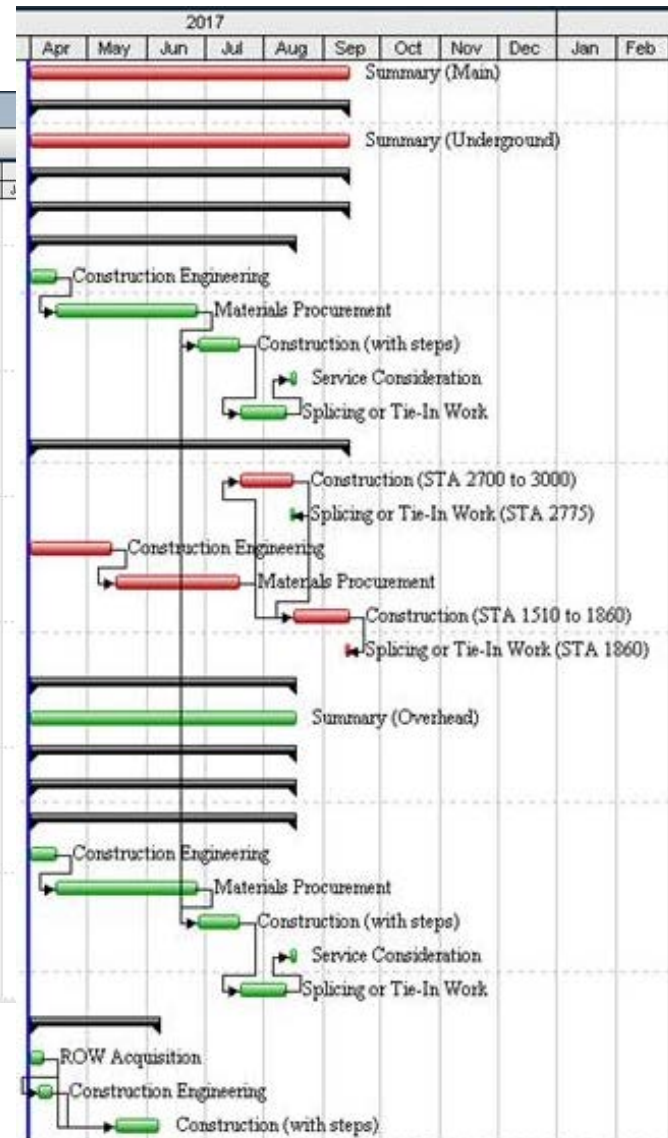 2017
Apr May Jun Jul Aug Sep Oct Nov Dec Jan Feb
Summary (Main)
Summary (Underground)
Construction Engineering
Materials Procurement
Construction (with steps)
Service Consideration
Splicing or Tie-In Work
Construction (STA 2700 to 3000)
Splicing or Tie-In Work (STA 2775)
Construction Engineering
Materials Procurement
Construction (STA 1510 to 1860)
Splicing or Tie-In Work (STA 1860)
Summary (Overhead)
Construction Engineering
Materials Procurement
Construction (with steps)
Service Consideration
Splicing or Tie-In Work
ROW Acquisition
Construction Engineering
Construction (with steps)